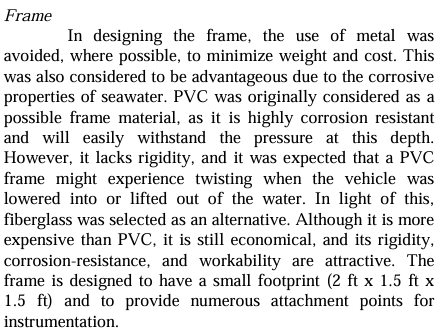 Frame
In designing the frame, the use of metal was
avoided, where possible, to minimize weight and cost. This
was also considered to be advantageous due to the corrosive
properties of seawater. PVC was originally considered as a
possible frame material, as it is highly corrosion resistant
and will easily withstand the pressure at this depth.
However, it lacks rigidity, and it was expected that a PVC
frame might experience twisting when the vehicle was
lowered into or lifted out of the water. In light of this,
fiberglass was selected as an alternative. Although it is more
expensive than PVC, it is still economical, and its rigidity,
corrosion-resistance, and workability are attractive. The
frame is designed to have a small footprint (2 ft x 1.5 ft x
1.5 ft) and to provide numerous attachment points for
instrumentation.